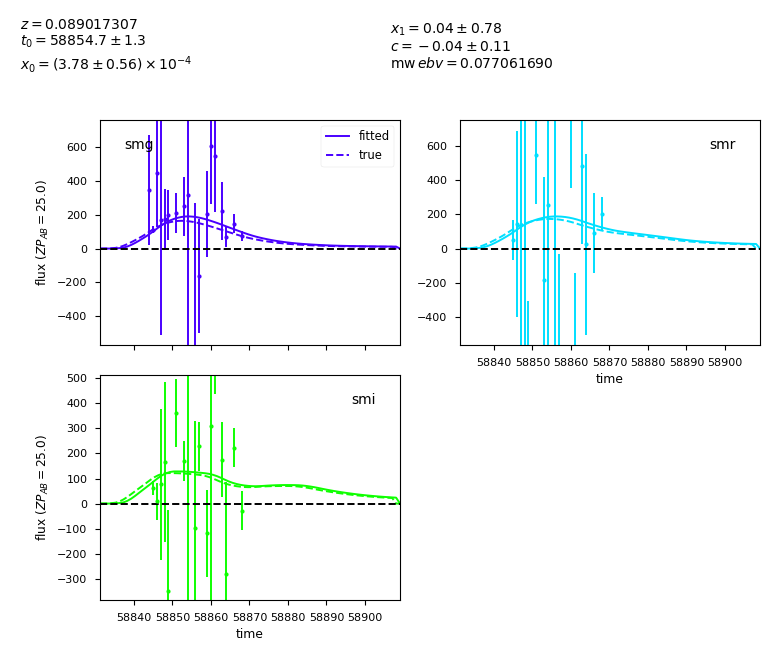 z = 0.089017307
t₀ = 58854.7 ± 1.3
x₀ = (3.78 ± 0.56) × 10⁻⁴
x₁ = 0.04 ± 0.78
c = −0.04 ± 0.11
mw ebv = 0.077061690
smg
fitted
true
600
400
200
0
−200
−400
flux (ZP_AB = 25.0)
smr
600
400
200
0
−200
−400
58840 58850 58860 58870 58880 58890 58900
time
smi
500
400
300
200
100
0
−100
−200
−300
flux (ZP_AB = 25.0)
58840 58850 58860 58870 58880 58890 58900
time